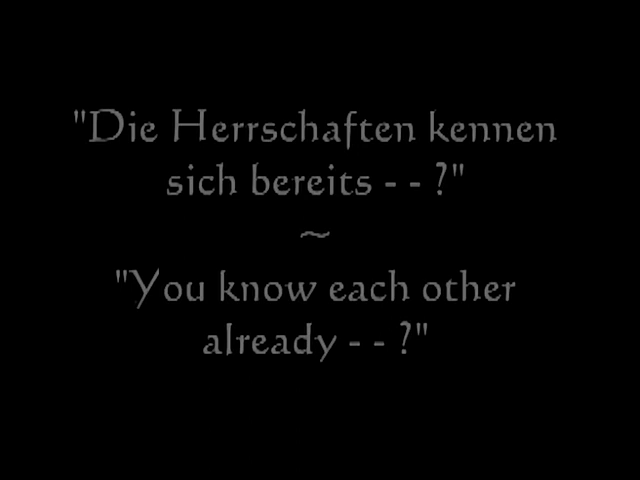 "Die Herrschaften kennen
sich bereits - - ?"
~
"You know each other
already - - ?"